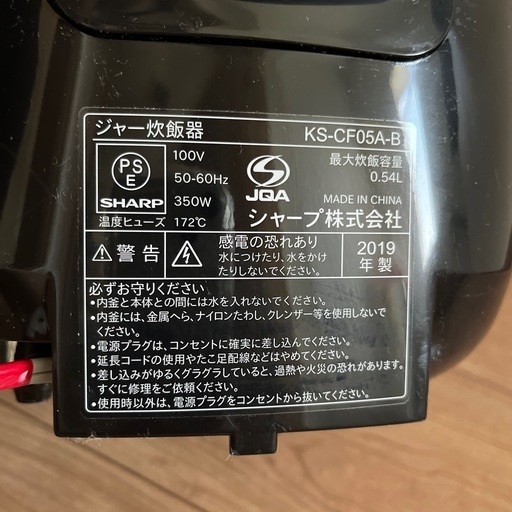 ジャー炊飯器 KS-CF05A-B
PS E
SHARP
100V
50-60Hz
350W
温度ヒューズ 172℃
JQA
最大炊飯容量
0.54L
MADE IN CHINA
シャープ株式会社
警告
感電の恐れあり
水につけたり、水をかけ
たりしないでください。
2019
年製
必ずお守りください
・内釜と本体との間には水を入れないでください。
・内釜には、金属へら、ナイロンたわし、クレンザー等を使用しないで
ください。
・電源プラグは、コンセントに確実に差し込んでください。
・延長コードの使用やたこ足配線などはやめてください。
・差し込みがゆるくグラグラしていると、過熱や火災の恐れがあります。
すぐに修理をご依頼ください。
・使用時以外は、電源プラグをコンセントから抜いてください。